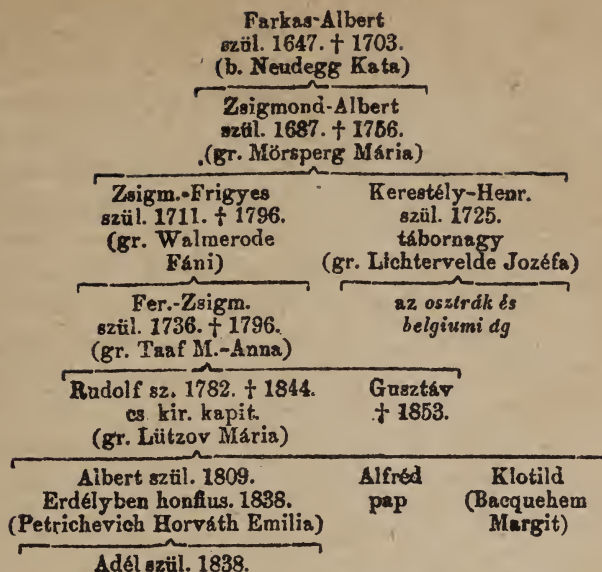 Farkas-Albert
szül. 1647. † 1703.
(b. Neudegg Kata)
Zsigmond-Albert
szül. 1687. † 1756.
(gr. Mörsperg Mária)
Zsigm.-Frigyes
szül. 1711. † 1796.
(gr. Walmerode
Fáni)
Kerestély-Henr.
szül. 1725.
tábornagy
(gr. Lichtervelde Jozéfa)
Fer.-Zsigm.
szül. 1736. † 1796.
(gr. Taaf M.-Anna)
az osztrák és
belgiumi ág
Rudolf sz. 1782. † 1844.
cs kir. kapit.
(gr. Lützov Mária)
Gusztáv
† 1853.
Albert szül. 1809.
Erdélyben honfius. 1838.
(Petrichevich Horváth Emilia)
Alfréd
pap
Klotild
(Bacquehem
Margit)
Adél szül. 1838.